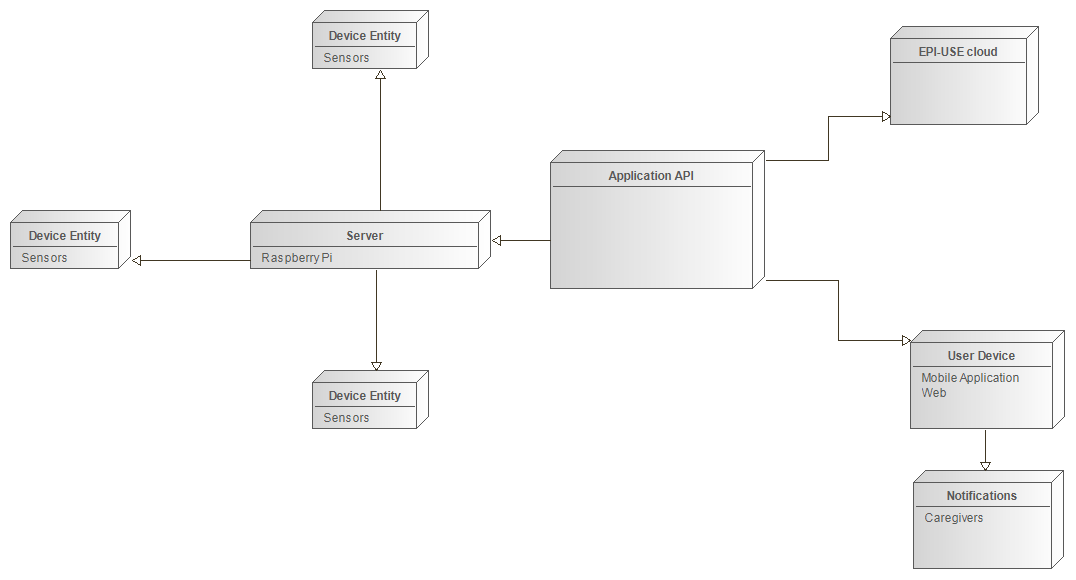 Device Entity
Sensors
EPI-USE cloud
Application API
Device Entity
Sensors
Server
Raspberry Pi
Device Entity
Sensors
User Device
Mobile Application
Web
Notifications
Caregivers